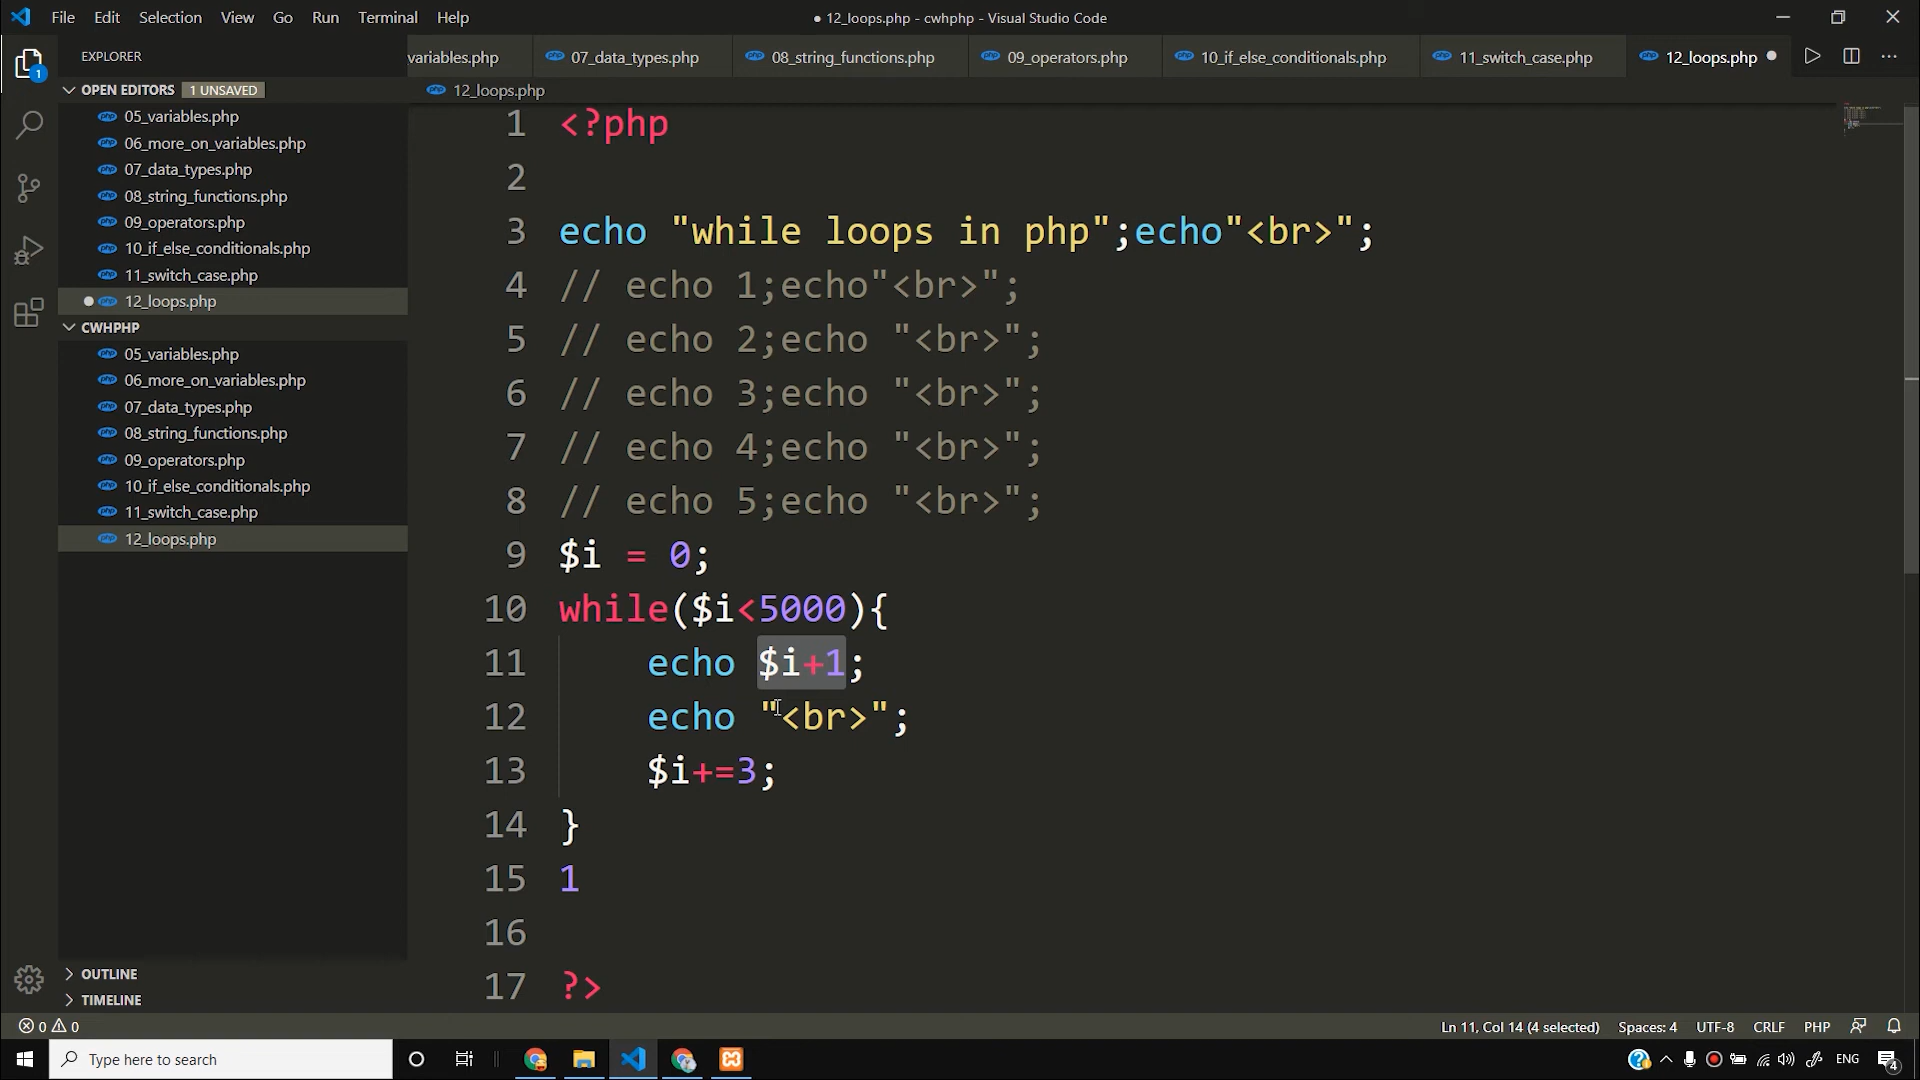 File Edit Selection View Go Run Terminal Help
● 12_loops.php - cwhphp - Visual Studio Code
EXPLORER
variables.php 07_data_types.php 08_string_functions.php 09_operators.php 10_if_else_conditionals.php 11_switch_case.php 12_loops.php
1
OPEN EDITORS 1 UNSAVED
05_variables.php
06_more_on_variables.php
07_data_types.php
08_string_functions.php
09_operators.php
10_if_else_conditionals.php
11_switch_case.php
12_loops.php
CWHPHP
05_variables.php
06_more_on_variables.php
07_data_types.php
08_string_functions.php
09_operators.php
10_if_else_conditionals.php
11_switch_case.php
12_loops.php
OUTLINE
TIMELINE
12_loops.php
1 <?php
2
3 echo "while loops in php";echo"<br>";
4 // echo 1;echo"<br>";
5 // echo 2;echo "<br>";
6 // echo 3;echo "<br>";
7 // echo 4;echo "<br>";
8 // echo 5;echo "<br>";
9 $i = 0;
10 while($i<5000){
11 echo $i+1;
12 echo "<br>";
13 $i+=3;
14 }
15 1
16
17 ?>
0 0
Ln 11, Col 14 (4 selected) Spaces: 4 UTF-8 CRLF PHP
Type here to search
ENG
4